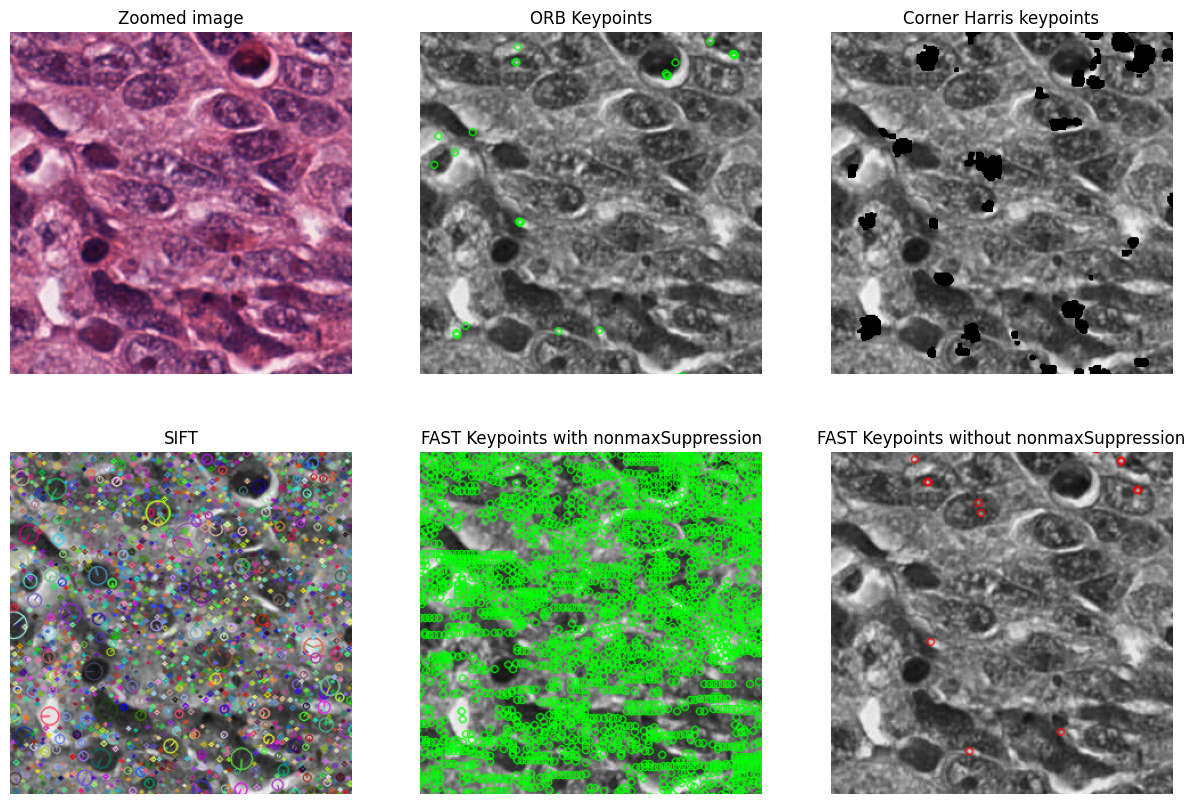 Zoomed image
ORB Keypoints
Corner Harris keypoints
SIFT
FAST Keypoints with nonmaxSuppression
FAST Keypoints without nonmaxSuppression